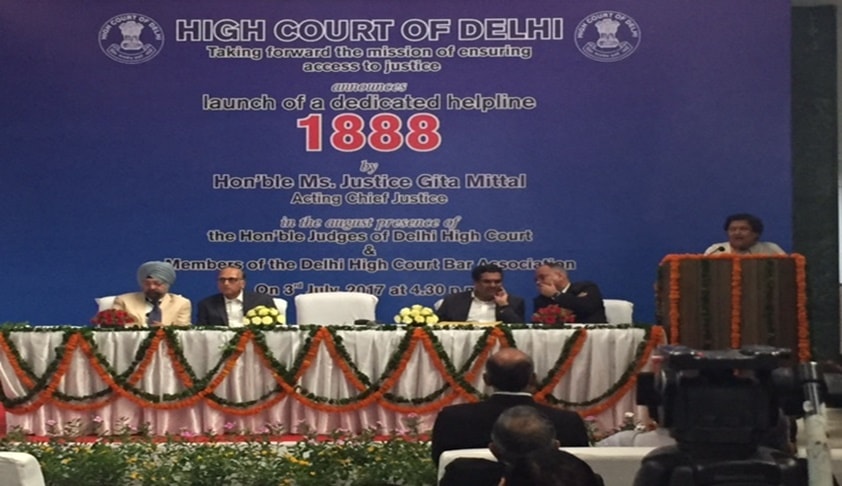 HIGH COURT OF DELHI
Taking forward the mission of ensuring
access to justice
announces
launch of a dedicated helpline
1888
by
Hon'ble Ms. Justice Gita Mittal
Acting Chief Justice
in the august presence of
the Hon'ble Judges of Delhi High Court
&
Members of the Delhi High Court Bar Association
On 3rd July, 2017 at 4.30 p.m.